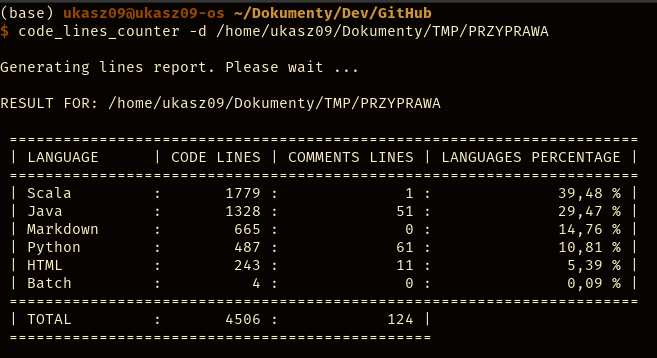 (base) ukasz09@ukasz09-os ~/Dokumenty/Dev/GitHub
$ code_lines_counter -d /home/ukasz09/Dokumenty/TMP/PRZYPRAWA
Generating lines report. Please wait ...
RESULT FOR: /home/ukasz09/Dokumenty/TMP/PRZYPRAWA
======================================================================
| LANGUAGE      | CODE LINES | COMMENTS LINES | LANGUAGES PERCENTAGE |
======================================================================
| Scala         :       1779 :              1 :              39,48 % |
| Java          :       1328 :             51 :              29,47 % |
| Markdown      :        665 :              0 :              14,76 % |
| Python        :        487 :             61 :              10,81 % |
| HTML          :        243 :             11 :               5,39 % |
| Batch         :          4 :              0 :               0,09 % |
======================================================================
| TOTAL         :       4506 :            124 |
===============================================